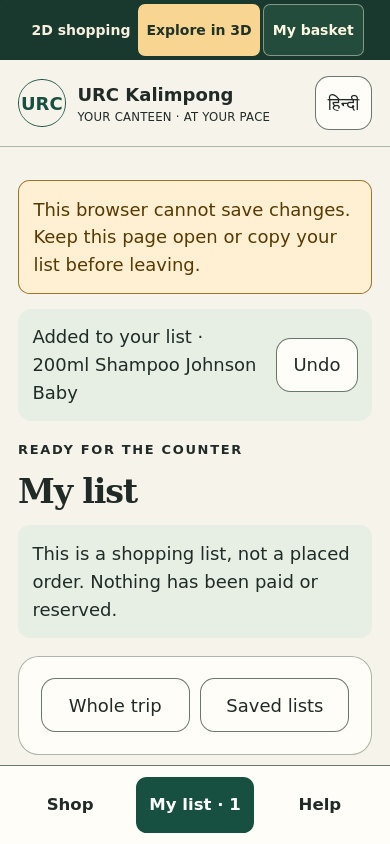 2D shopping Explore in 3D My basket
URC URC Kalimpong हिन्दी
YOUR CANTEEN · AT YOUR PACE
This browser cannot save changes.
Keep this page open or copy your
list before leaving.
Added to your list ·
200ml Shampoo Johnson
Baby
Undo
READY FOR THE COUNTER
My list
This is a shopping list, not a placed
order. Nothing has been paid or
reserved.
Whole trip Saved lists
Shop My list · 1 Help